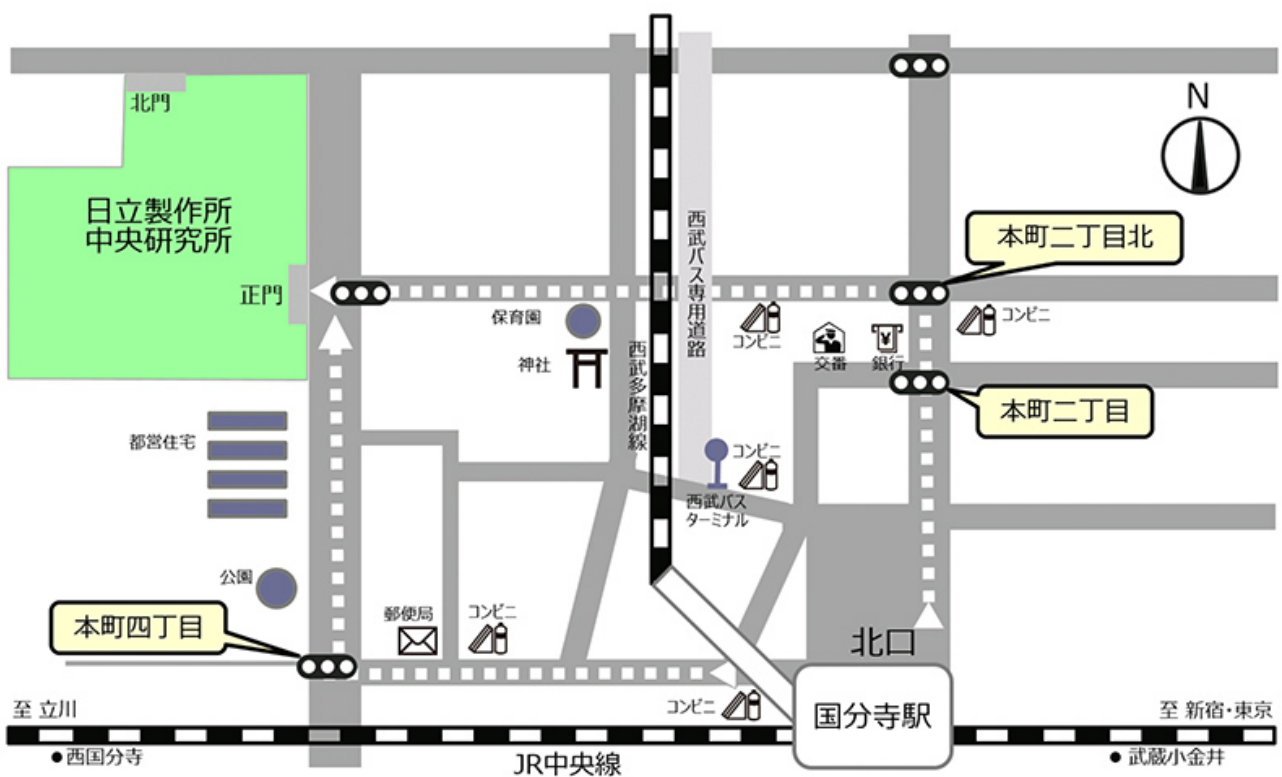 N
北門
日立製作所
中央研究所
正門
西武バス専用道路
本町二丁目北
保育園
神社
西武多摩湖線
コンビニ
交番
¥
銀行
コンビニ
本町二丁目
都営住宅
コンビニ
西武バス
ターミナル
公園
本町四丁目
郵便局
コンビニ
北口
コンビニ
国分寺駅
至 立川
至 新宿・東京
西国分寺
JR中央線
武蔵小金井